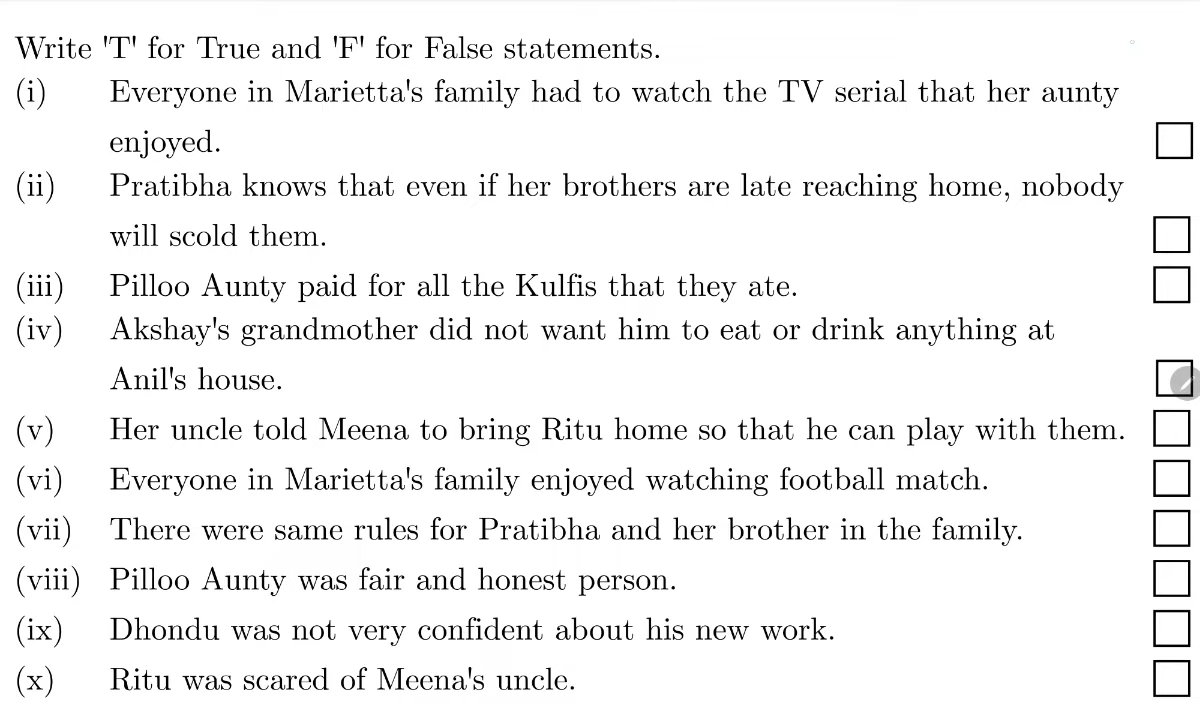 Write 'T' for True and 'F' for False statements.
(i) Everyone in Marietta's family had to watch the TV serial that her aunty
enjoyed.
(ii) Pratibha knows that even if her brothers are late reaching home, nobody
will scold them.
(iii) Pilloo Aunty paid for all the Kulfis that they ate.
(iv) Akshay's grandmother did not want him to eat or drink anything at
Anil's house.
(v) Her uncle told Meena to bring Ritu home so that he can play with them.
(vi) Everyone in Marietta's family enjoyed watching football match.
(vii) There were same rules for Pratibha and her brother in the family.
(viii) Pilloo Aunty was fair and honest person.
(ix) Dhondu was not very confident about his new work.
(x) Ritu was scared of Meena's uncle.